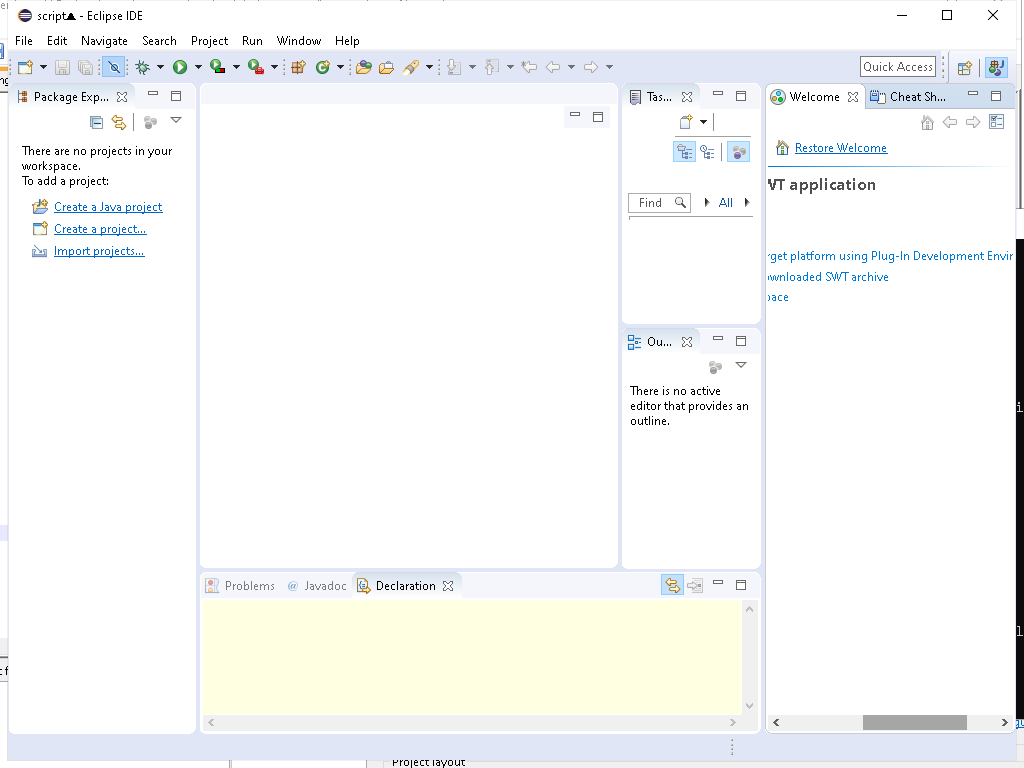 script▲ - Eclipse IDE
File Edit Navigate Search Project Run Window Help
Quick Access
Package Exp...
There are no projects in your
workspace.
To add a project:
Create a Java project
Create a project...
Import projects...
Tas...
Find
All
Ou...
There is no active
editor that provides an
outline.
Welcome
Cheat Sh...
Restore Welcome
WT application
rget platform using Plug-In Development Envir
ownloaded SWT archive
pace
Problems
@ Javadoc
Declaration
Project layout